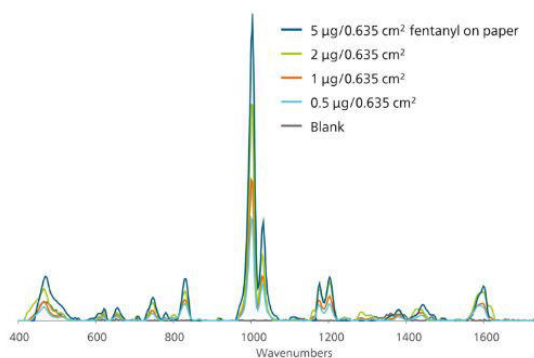 5 µg/0.635 cm² fentanyl on paper
2 µg/0.635 cm²
1 µg/0.635 cm²
0.5 µg/0.635 cm²
Blank
400 600 800 1000 1200 1400 1600
Wavenumbers